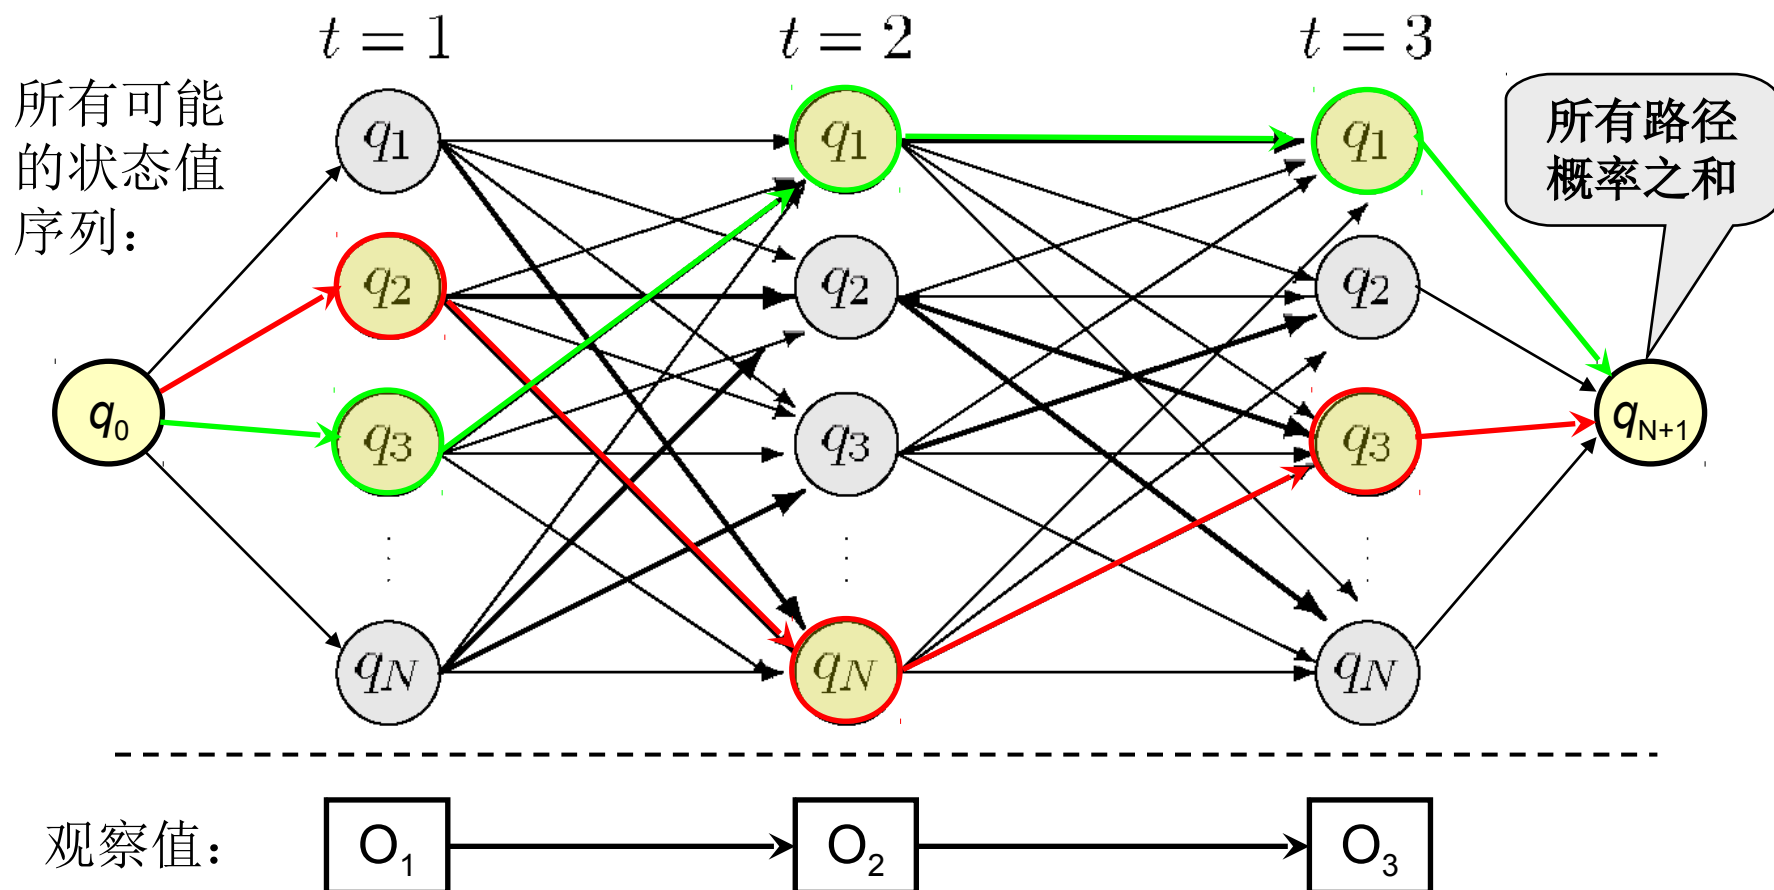 t = 1
t = 2
t = 3
所有可能
的状态值
序列：
所有路径
概率之和
q1
q1
q1
q2
q2
q2
q0
q3
q3
q3
qN+1
qN
qN
qN
观察值：
O1
O2
O3